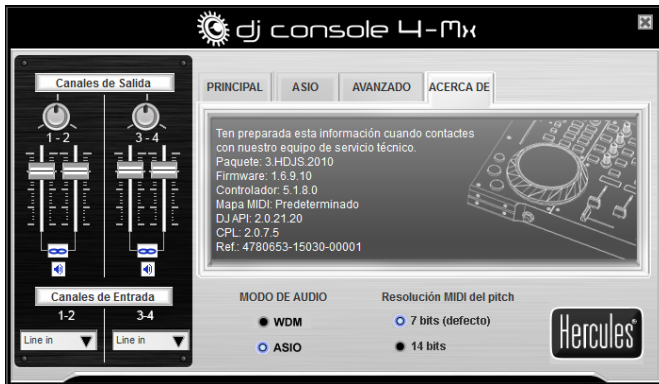 dj console 4-Mx
Canales de Salida
1-2
3-4
Canales de Entrada
1-2
3-4
Line in
Line in
PRINCIPAL
ASIO
AVANZADO
ACERCA DE
Ten preparada esta información cuando contactes
con nuestro equipo de servicio técnico.
Paquete: 3.HDJS.2010
Firmware: 1.6.9.10
Controlador: 5.1.8.0
Mapa MIDI: Predeterminado
DJ API: 2.0.21.20
CPL: 2.0.7.5
Ref.: 4780653-15030-00001
MODO DE AUDIO
WDM
ASIO
Resolución MIDI del pitch
7 bits (defecto)
14 bits
Hercules®